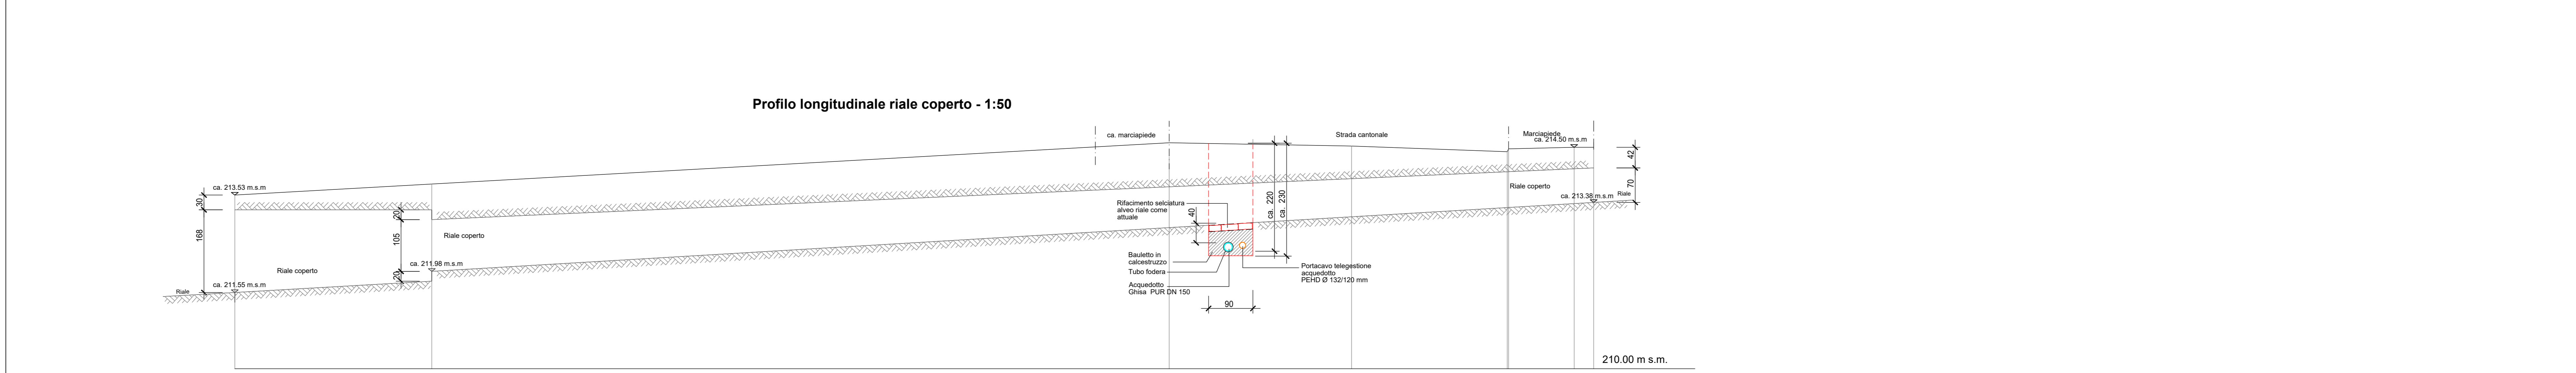 Profilo longitudinale riale coperto - 1:50
ca. marciapiede
Strada cantonale
Marciapiede
ca. 214.50 m.s.m
42
70
Riale
Riale coperto
ca. 213.38 m.s.m
ca. 213.53 m.s.m
30
168
20
105
20
Riale coperto
ca. 211.98 m.s.m
Riale coperto
ca. 211.55 m.s.m
Riale
Rifacimento selciatura
alveo riale come
attuale
40
ca. 220
ca. 230
Bauletto in
calcestruzzo
Tubo fodera
Acquedotto
Ghisa PUR DN 150
Portacavo telegestione
acquedotto
PEHD Ø 132/120 mm
90
210.00 m s.m.